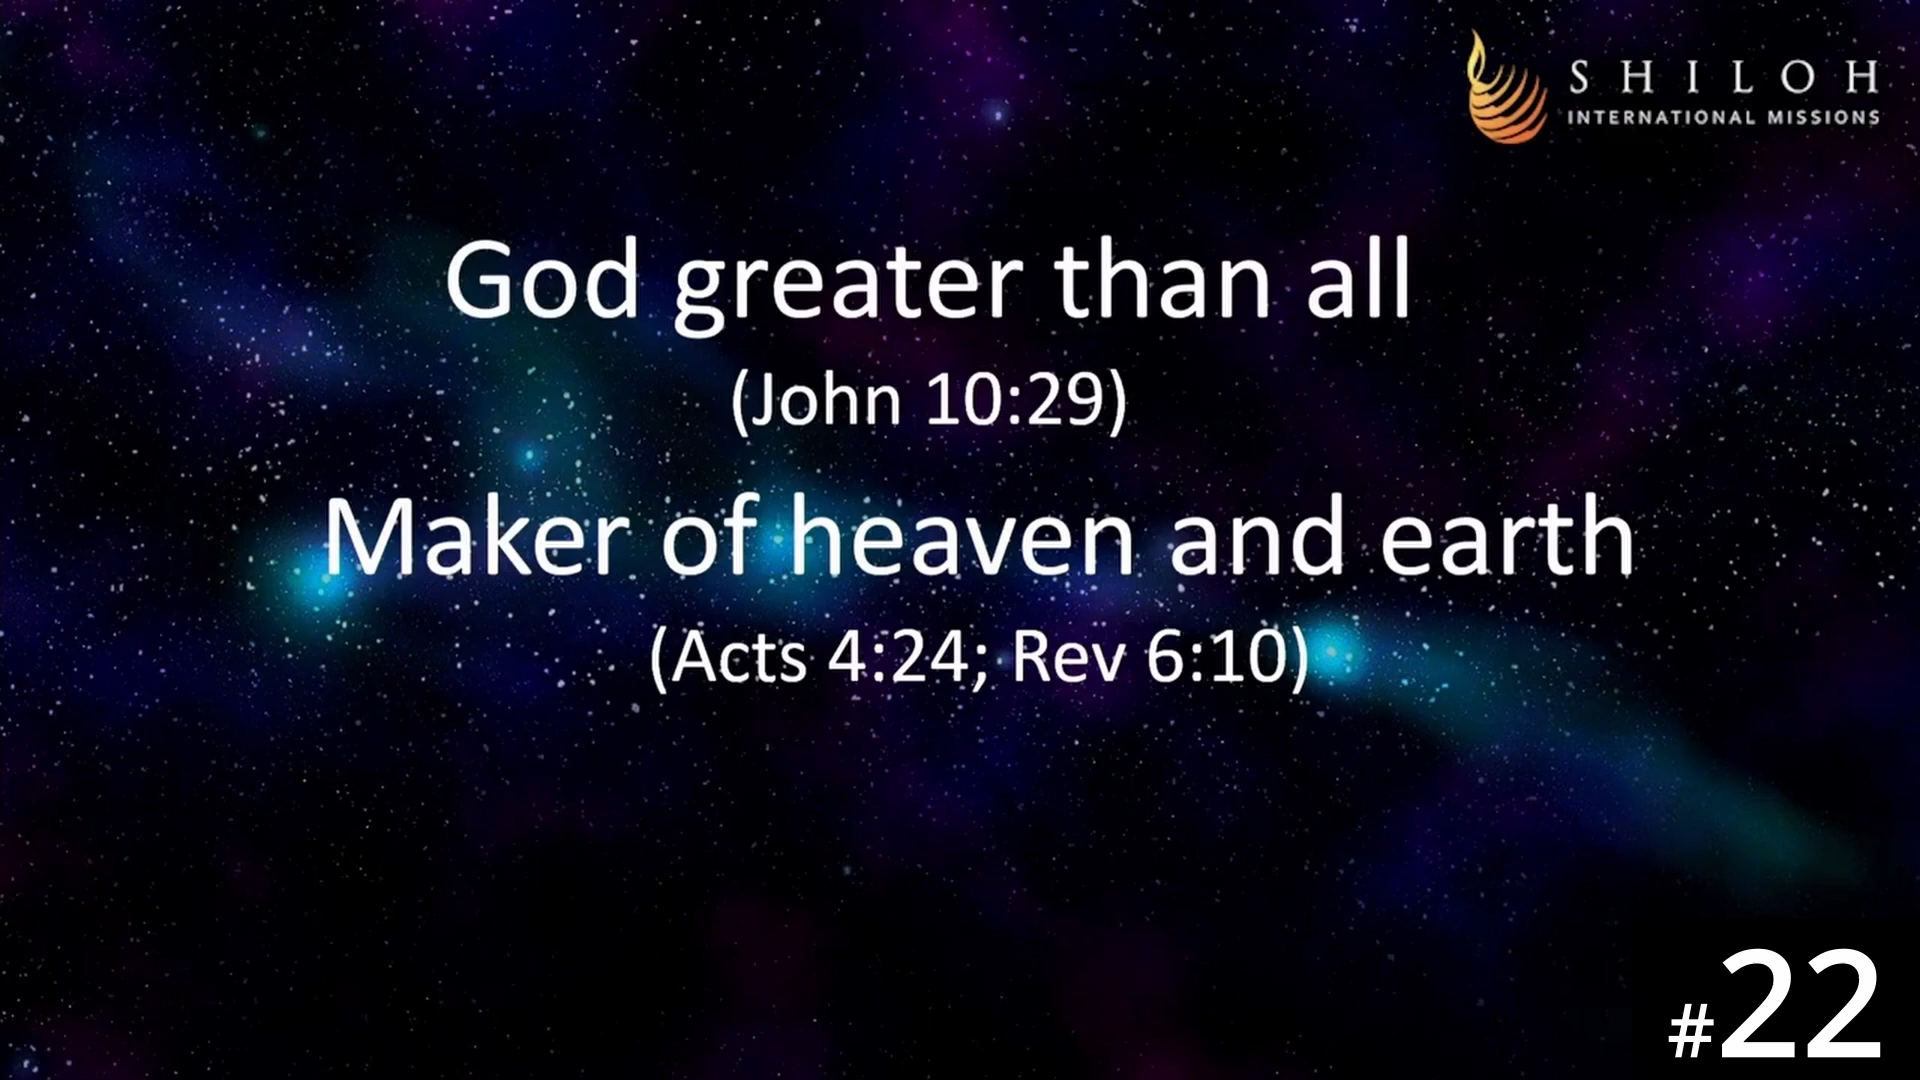 SHILOH
INTERNATIONAL MISSIONS
God greater than all
(John 10:29)
Maker of heaven and earth
(Acts 4:24; Rev 6:10)
#22